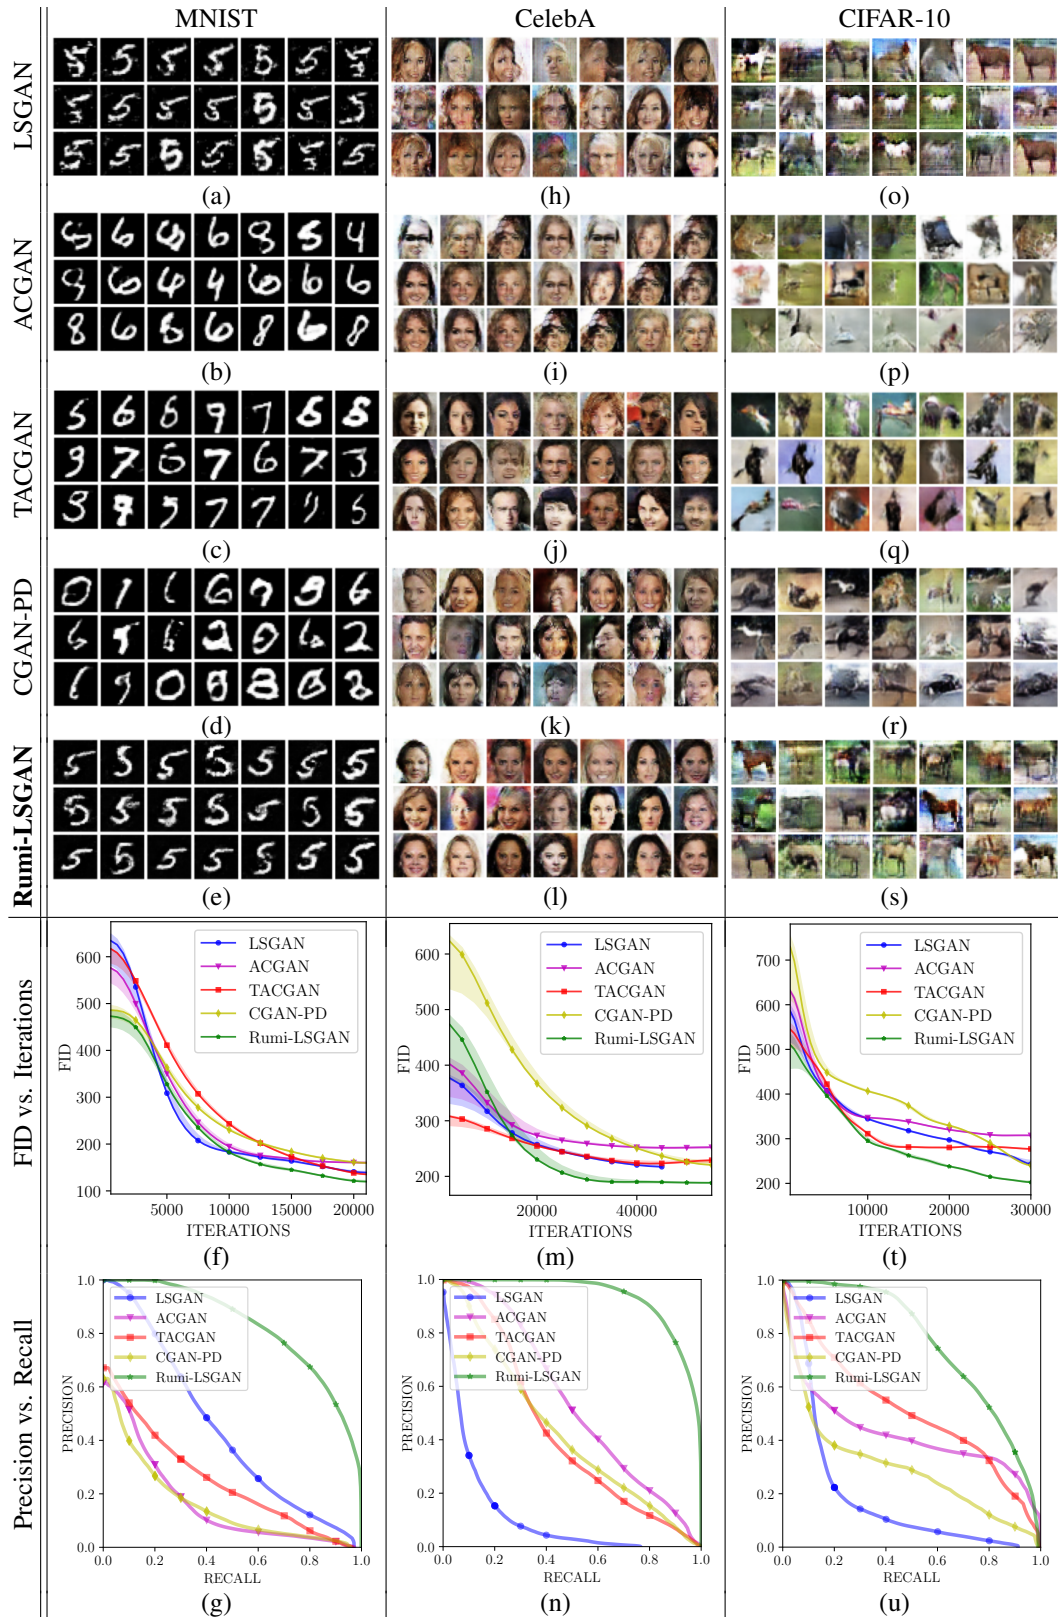 MNIST CelebA CIFAR-10
LSGAN
(a) (h) (o)
ACGAN
(b) (i) (p)
TACGAN
(c) (j) (q)
CGAN-PD
(d) (k) (r)
Rumi-LSGAN
(e) (l) (s)
FID vs. Iterations
FID
600
500
400
300
200
100
5000 10000 15000 20000
ITERATIONS
LSGAN
ACGAN
TACGAN
CGAN-PD
Rumi-LSGAN
(f)
600
500
400
300
200
FID
20000 40000
ITERATIONS
LSGAN
ACGAN
TACGAN
CGAN-PD
Rumi-LSGAN
(m)
700
600
500
400
300
200
FID
10000 20000 30000
ITERATIONS
LSGAN
ACGAN
TACGAN
CGAN-PD
Rumi-LSGAN
(t)
Precision vs. Recall
PRECISION
1.0
0.8
0.6
0.4
0.2
0.0
0.0 0.2 0.4 0.6 0.8 1.0
RECALL
LSGAN
ACGAN
TACGAN
CGAN-PD
Rumi-LSGAN
(g)
PRECISION
1.0
0.8
0.6
0.4
0.2
0.0
0.0 0.2 0.4 0.6 0.8 1.0
RECALL
LSGAN
ACGAN
TACGAN
CGAN-PD
Rumi-LSGAN
(n)
PRECISION
1.0
0.8
0.6
0.4
0.2
0.0
0.0 0.2 0.4 0.6 0.8 1.0
RECALL
LSGAN
ACGAN
TACGAN
CGAN-PD
Rumi-LSGAN
(u)